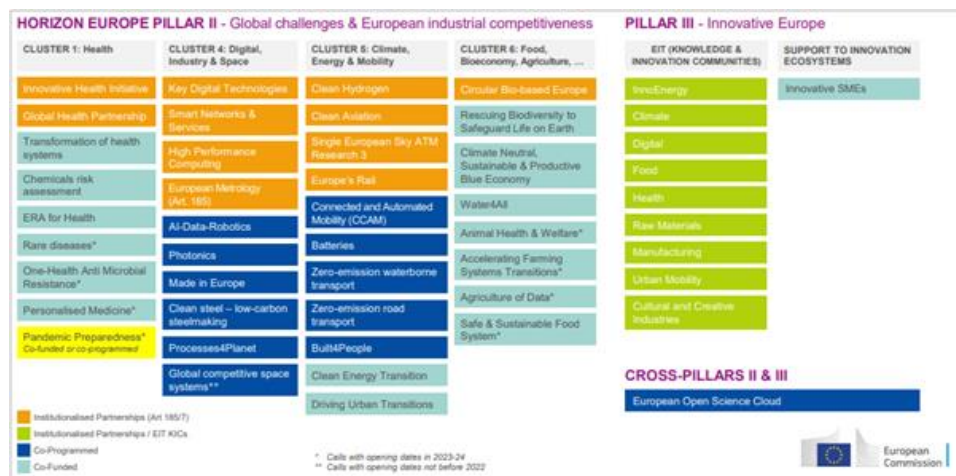 HORIZON EUROPE PILLAR II - Global challenges & European industrial competitiveness
CLUSTER 1: Health
Innovative Health Initiative
Global Health Partnership
Transformation of health
systems
Chemicals risk
assessment
ERA for Health
Rare diseases*
One-Health Anti Microbial
Resistance*
Personalised Medicine*
Pandemic Preparedness*
Co-funded or co-programmed
CLUSTER 4: Digital,
Industry & Space
Key Digital Technologies
Smart Networks &
Services
High Performance
Computing
European Metrology
(Art. 185)
AI-Data-Robotics
Photonics
Made in Europe
Clean steel – low-carbon
steelmaking
Processes4Planet
Global competitive space
systems**
CLUSTER 5: Climate,
Energy & Mobility
Clean Hydrogen
Clean Aviation
Single European Sky ATM
Research 3
Europe's Rail
Connected and Automated
Mobility (CCAM)
Batteries
Zero-emission waterborne
transport
Zero-emission road
transport
Built4People
Clean Energy Transition
Driving Urban Transitions
CLUSTER 6: Food,
Bioeconomy, Agriculture, ...
Circular Bio-based Europe
Rescuing Biodiversity to
Safeguard Life on Earth
Climate Neutral,
Sustainable & Productive
Blue Economy
Water4All
Animal Health & Welfare*
Accelerating Farming
Systems Transitions*
Agriculture of Data*
Safe & Sustainable Food
System*
PILLAR III - Innovative Europe
EIT (KNOWLEDGE &
INNOVATION COMMUNITIES)
InnoEnergy
Climate
Digital
Food
Health
Raw Materials
Manufacturing
Urban Mobility
Cultural and Creative
Industries
SUPPORT TO INNOVATION
ECOSYSTEMS
Innovative SMEs
CROSS-PILLARS II & III
European Open Science Cloud
Institutionalised Partnerships (Art 185/7)
Institutionalised Partnerships / EIT KICs
Co-Programmed
Co-Funded
* Calls with opening dates in 2023-24
** Calls with opening dates not before 2022
European
Commission